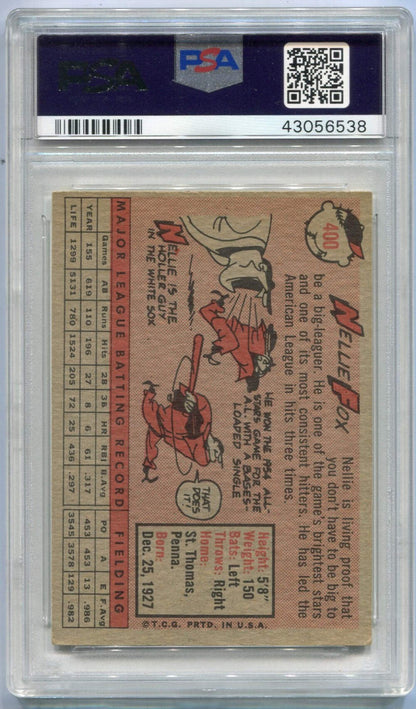 PSA
PSA
43056538
400
NELLIE FOX
Nellie is living proof that
you don't have to be big to
be a big-leaguer. He is one of the game's brightest stars
and one of its most consistent hitters. He has led the
American League in hits three times.
NELLIE IS THE
HOLLER GUY
IN THE WHITE SOX
HE WON THE 1954 ALL-
STARS GAME FOR THE
A.L. WITH A BASES-
LOADED SINGLE
THAT
DOES
IT!
Height: 5'8"
Weight: 150
Bats: Left
Throws: Right
Home:
St. Thomas,
Penna.
Born:
Dec. 25, 1927
MAJOR LEAGUE BATTING RECORD FIELDING
Games AB Runs Hits 2B 3B HR RBI B.Avg PO A E F.Avg
YEAR 155 619 110 196 27 8 6 61 .317 453 453 13 .986
LIFE 1299 5131 780 1524 205 72 25 436 .297 3545 3578 129 .982
© T.C.G. PRTD. IN U.S.A.